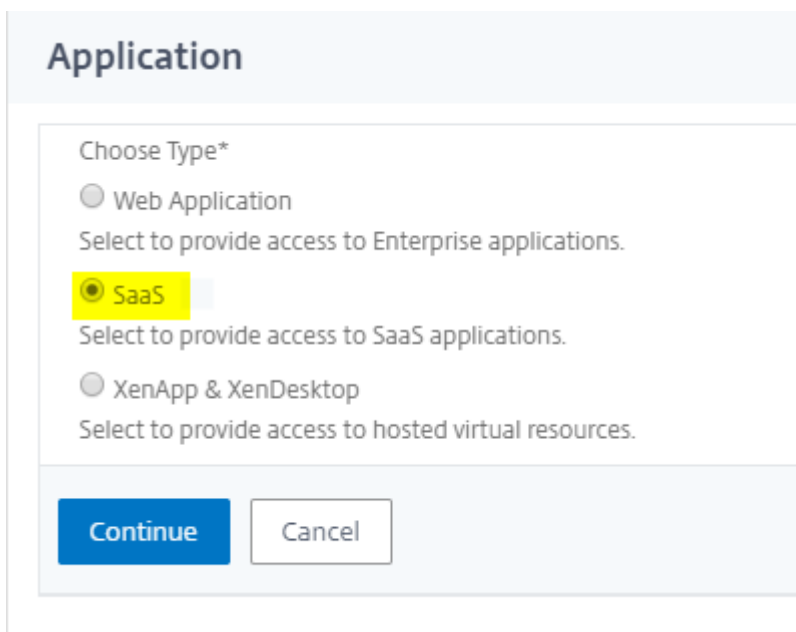 Application
Choose Type*
Web Application
Select to provide access to Enterprise applications.
SaaS
Select to provide access to SaaS applications.
XenApp & XenDesktop
Select to provide access to hosted virtual resources.
Continue Cancel